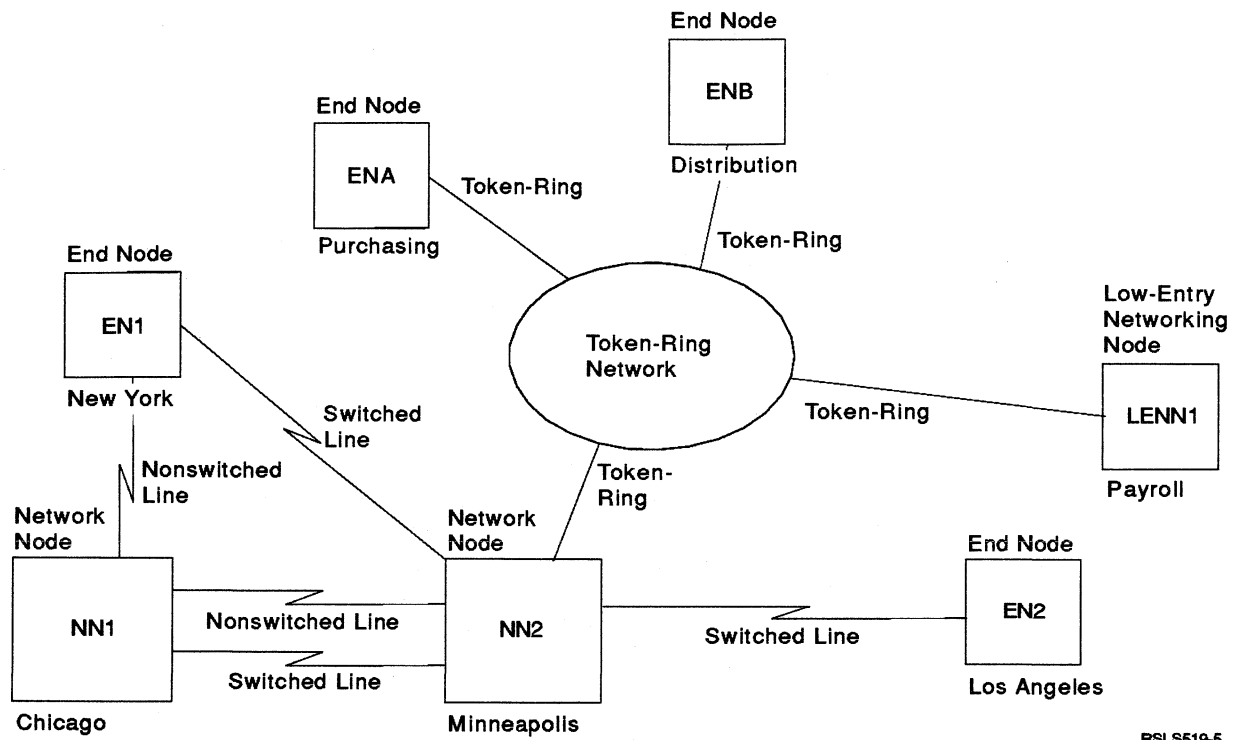 End Node
ENB
Distribution
End Node
ENA
Purchasing
Token-Ring
Token-Ring
End Node
EN1
New York
Token-Ring
Network
Low-Entry
Networking
Node
LENN1
Payroll
Token-Ring
Switched
Line
Nonswitched
Line
Token-
Ring
Network
Node
NN1
Chicago
Network
Node
NN2
Minneapolis
Nonswitched Line
Switched Line
End Node
EN2
Los Angeles
Switched Line